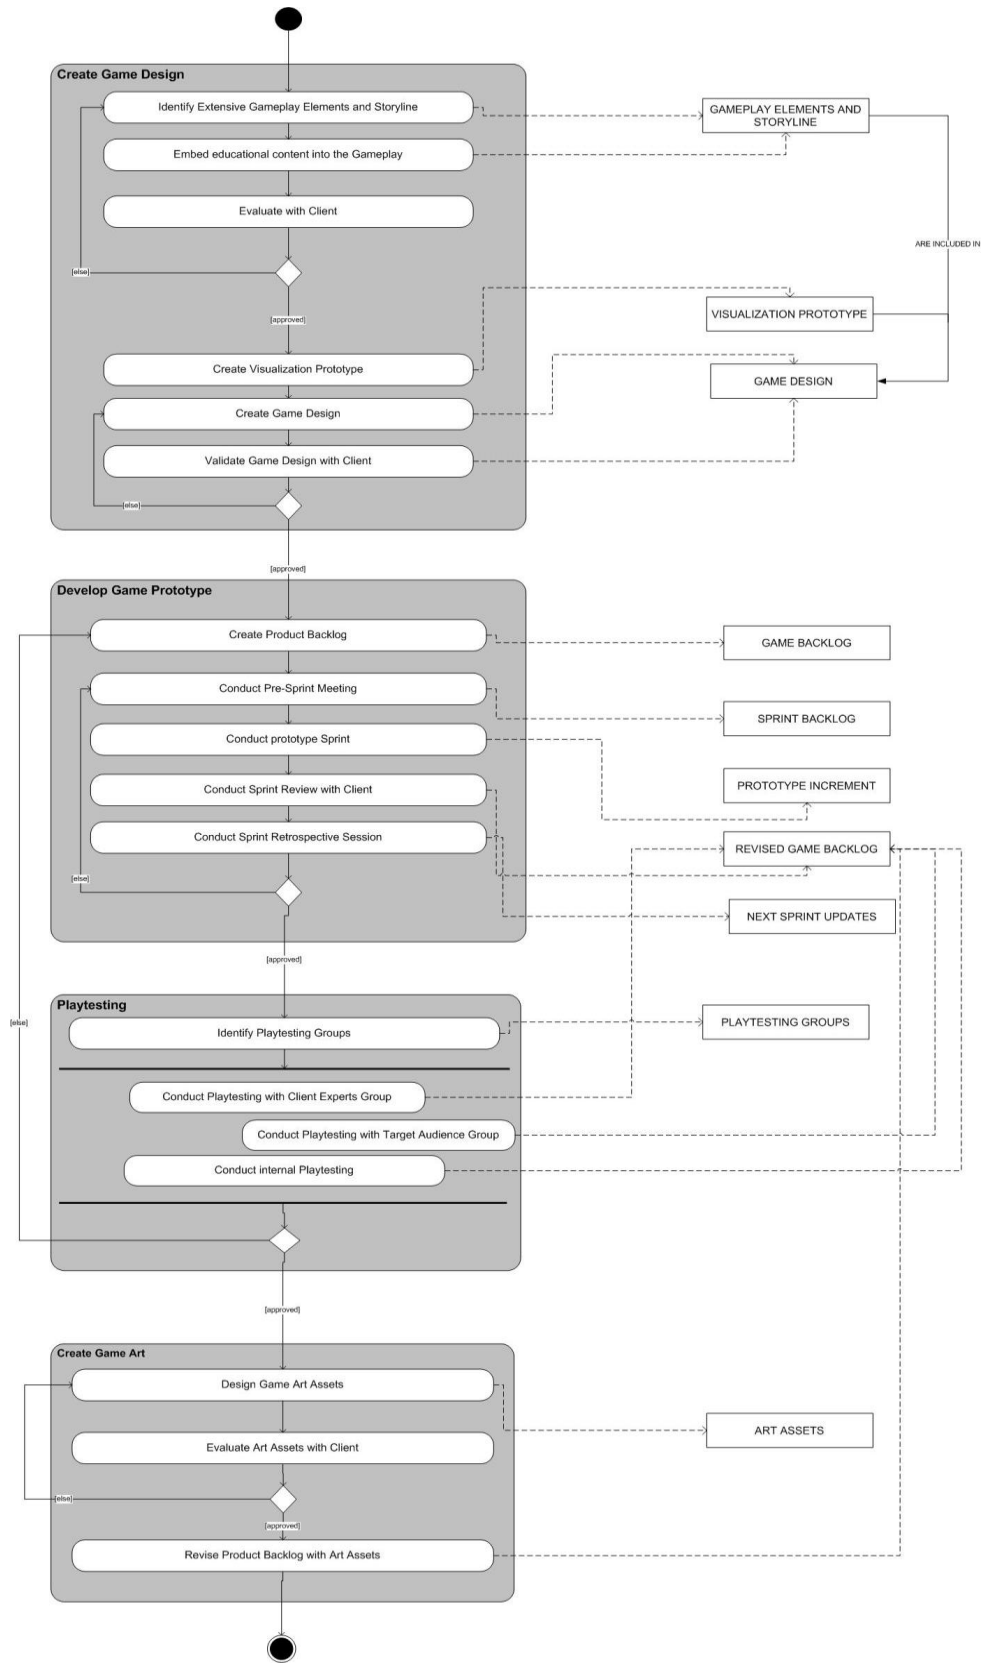 Create Game Design
Identify Extensive Gameplay Elements and Storyline
GAMEPLAY ELEMENTS AND
STORYLINE
Embed educational content into the Gameplay
Evaluate with Client
ARE INCLUDED IN
[else]
[approved]
VISUALIZATION PROTOTYPE
Create Visualization Prototype
GAME DESIGN
Create Game Design
Validate Game Design with Client
[else]
[approved]
Develop Game Prototype
Create Product Backlog
GAME BACKLOG
Conduct Pre-Sprint Meeting
SPRINT BACKLOG
Conduct prototype Sprint
PROTOTYPE INCREMENT
Conduct Sprint Review with Client
Conduct Sprint Retrospective Session
REVISED GAME BACKLOG
[else]
NEXT SPRINT UPDATES
[approved]
Playtesting
[else]
Identify Playtesting Groups
PLAYTESTING GROUPS
Conduct Playtesting with Client Experts Group
Conduct Playtesting with Target Audience Group
Conduct internal Playtesting
[approved]
Create Game Art
Design Game Art Assets
ART ASSETS
Evaluate Art Assets with Client
[else]
[approved]
Revise Product Backlog with Art Assets